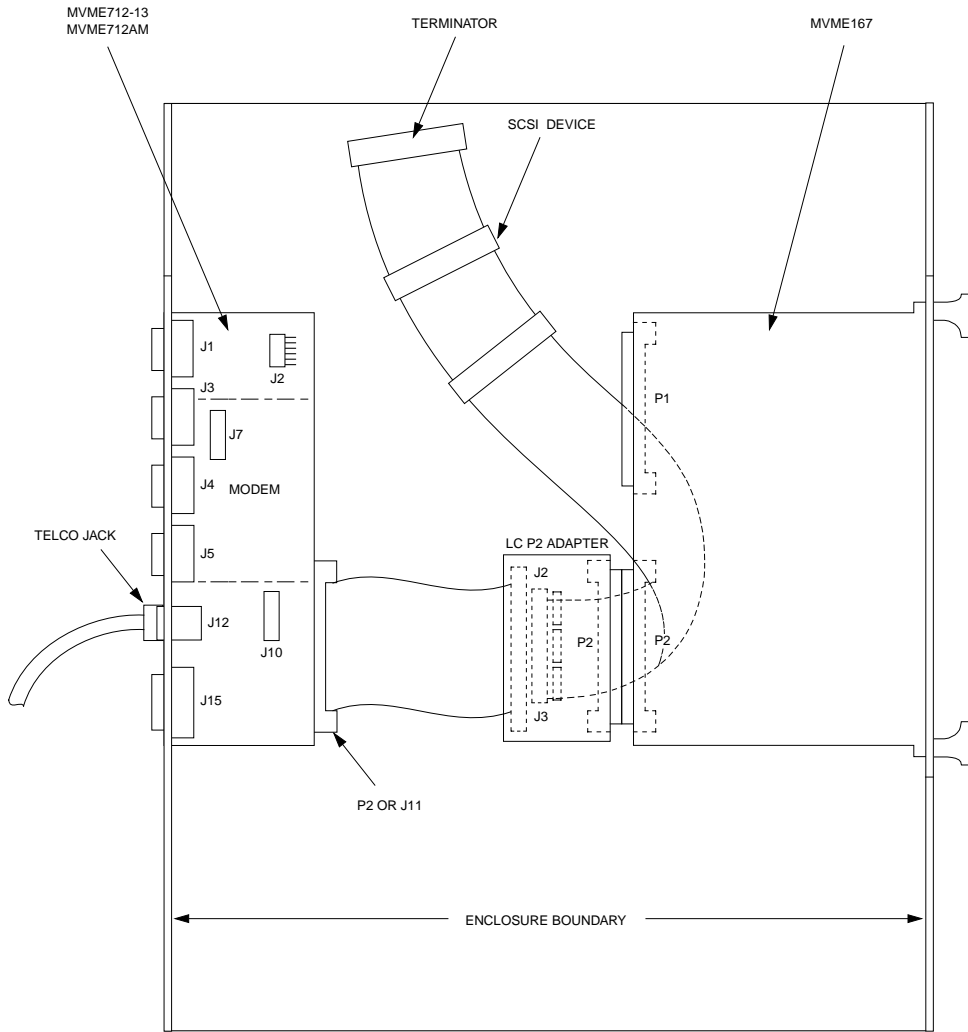 MVME712-13
MVME712AM
TERMINATOR
MVME167
SCSI DEVICE
J1
J2
J3
J7
P1
J4
MODEM
TELCO JACK
J5
LC P2 ADAPTER
J2
J12
J10
P2
P2
J15
J3
P2 OR J11
ENCLOSURE BOUNDARY